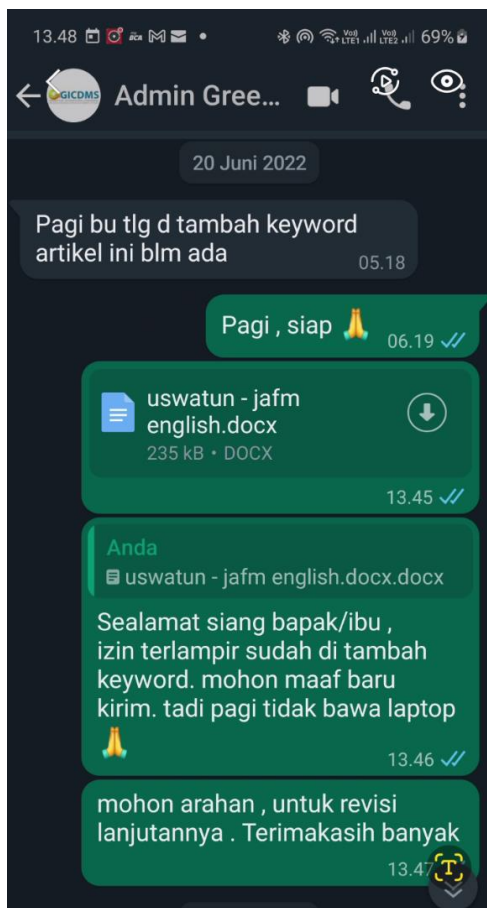 13.48
69%
GICDMS
Admin Gree...
20 Juni 2022
Pagi bu tlg d tambah keyword
artikel ini blm ada
05.18
Pagi , siap 🙏
06.19
uswatun - jafm
english.docx
235 kB • DOCX
13.45
Anda
uswatun - jafm english.docx.docx
Sealamat siang bapak/ibu ,
izin terlampir sudah di tambah
keyword. mohon maaf baru
kirim. tadi pagi tidak bawa laptop
🙏
13.46
mohon arahan , untuk revisi
lanjutannya . Terimakasih banyak
13.47
T